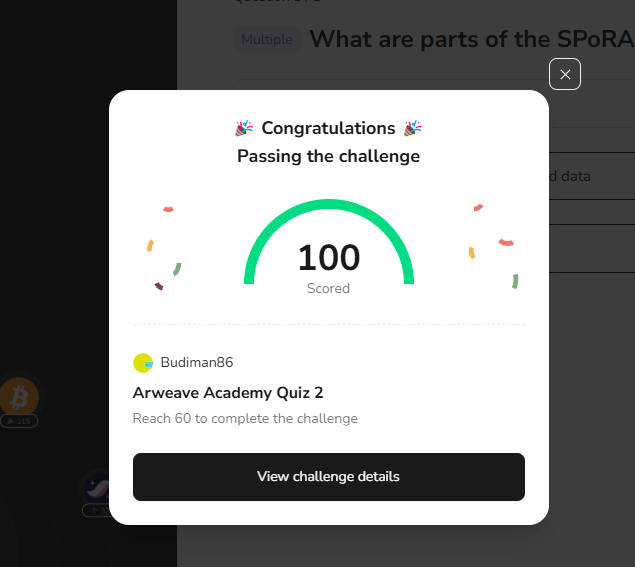 Multiple What are parts of the SPoRA
Congratulations
Passing the challenge
d data
100
Scored
Budiman86
Arweave Academy Quiz 2
Reach 60 to complete the challenge
115
View challenge details